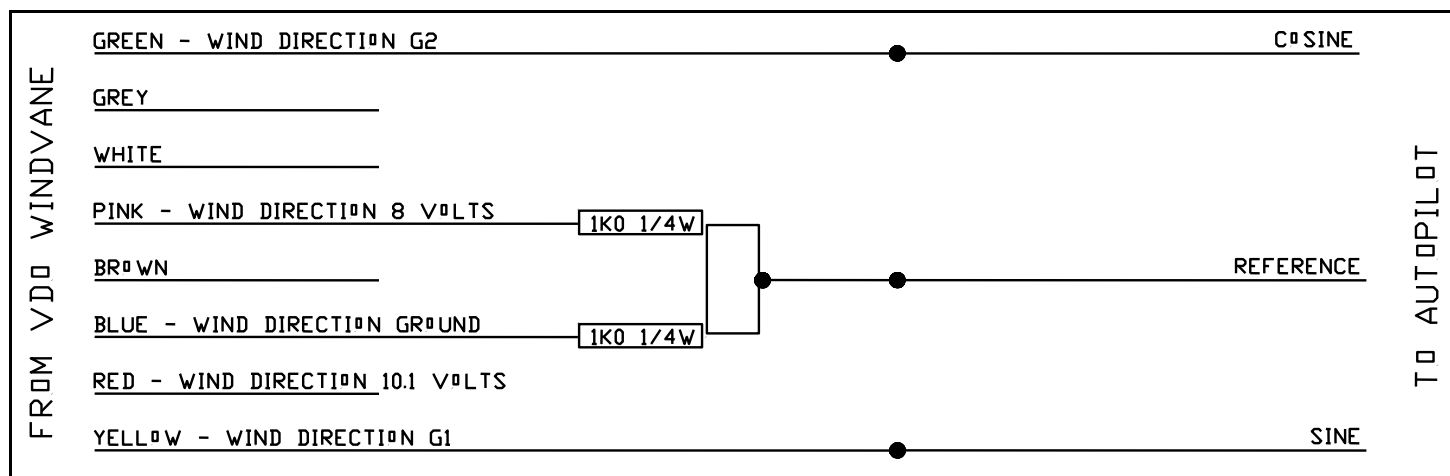 FROM VDO WINDVANE
GREEN - WIND DIRECTION G2
COSINE
GREY
WHITE
PINK - WIND DIRECTION 8 VOLTS
1K0 1/4W
BROWN
REFERENCE
BLUE - WIND DIRECTION GROUND
1K0 1/4W
RED - WIND DIRECTION 10.1 VOLTS
YELLOW - WIND DIRECTION G1
SINE
TO AUTOPILOT